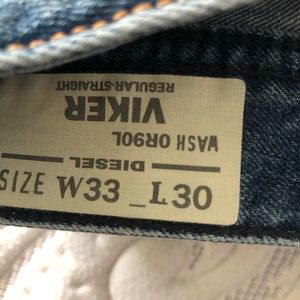 REGULAR-STRAIGHT
VIKER
WASH 0R90L
DIESEL
SIZE W33 _L30